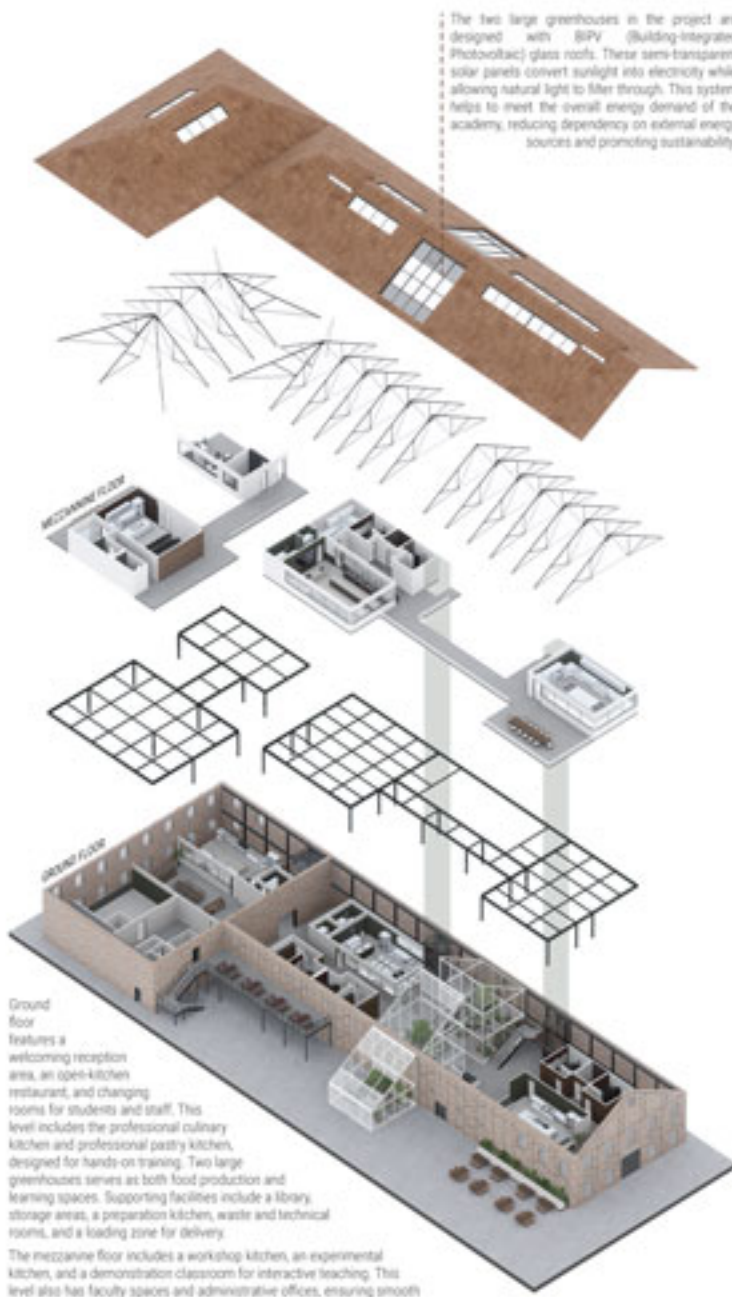 The two large greenhouses in the project are
designed with BIPV (Building-Integrated
Photovoltaic) glass roofs. These semi-transparent
solar panels convert sunlight into electricity while
allowing natural light to filter through. This system
helps to meet the overall energy demand of the
academy, reducing dependency on external energy
sources and promoting sustainability
MEZZANINE FLOOR
GROUND FLOOR
Ground
floor
features a
welcoming reception
area, an open-kitchen
restaurant, and changing
rooms for students and staff. This
level includes the professional culinary
kitchen and professional pastry kitchen,
designed for hands-on training. Two large
greenhouses serves as both food production and
learning spaces. Supporting facilities include a library,
storage areas, a preparation kitchen, waste and technical
rooms, and a loading zone for delivery.
The mezzanine floor includes a workshop kitchen, an experimental
kitchen, and a demonstration classroom for interactive teaching. This
level also has faculty spaces and administrative offices, ensuring smooth